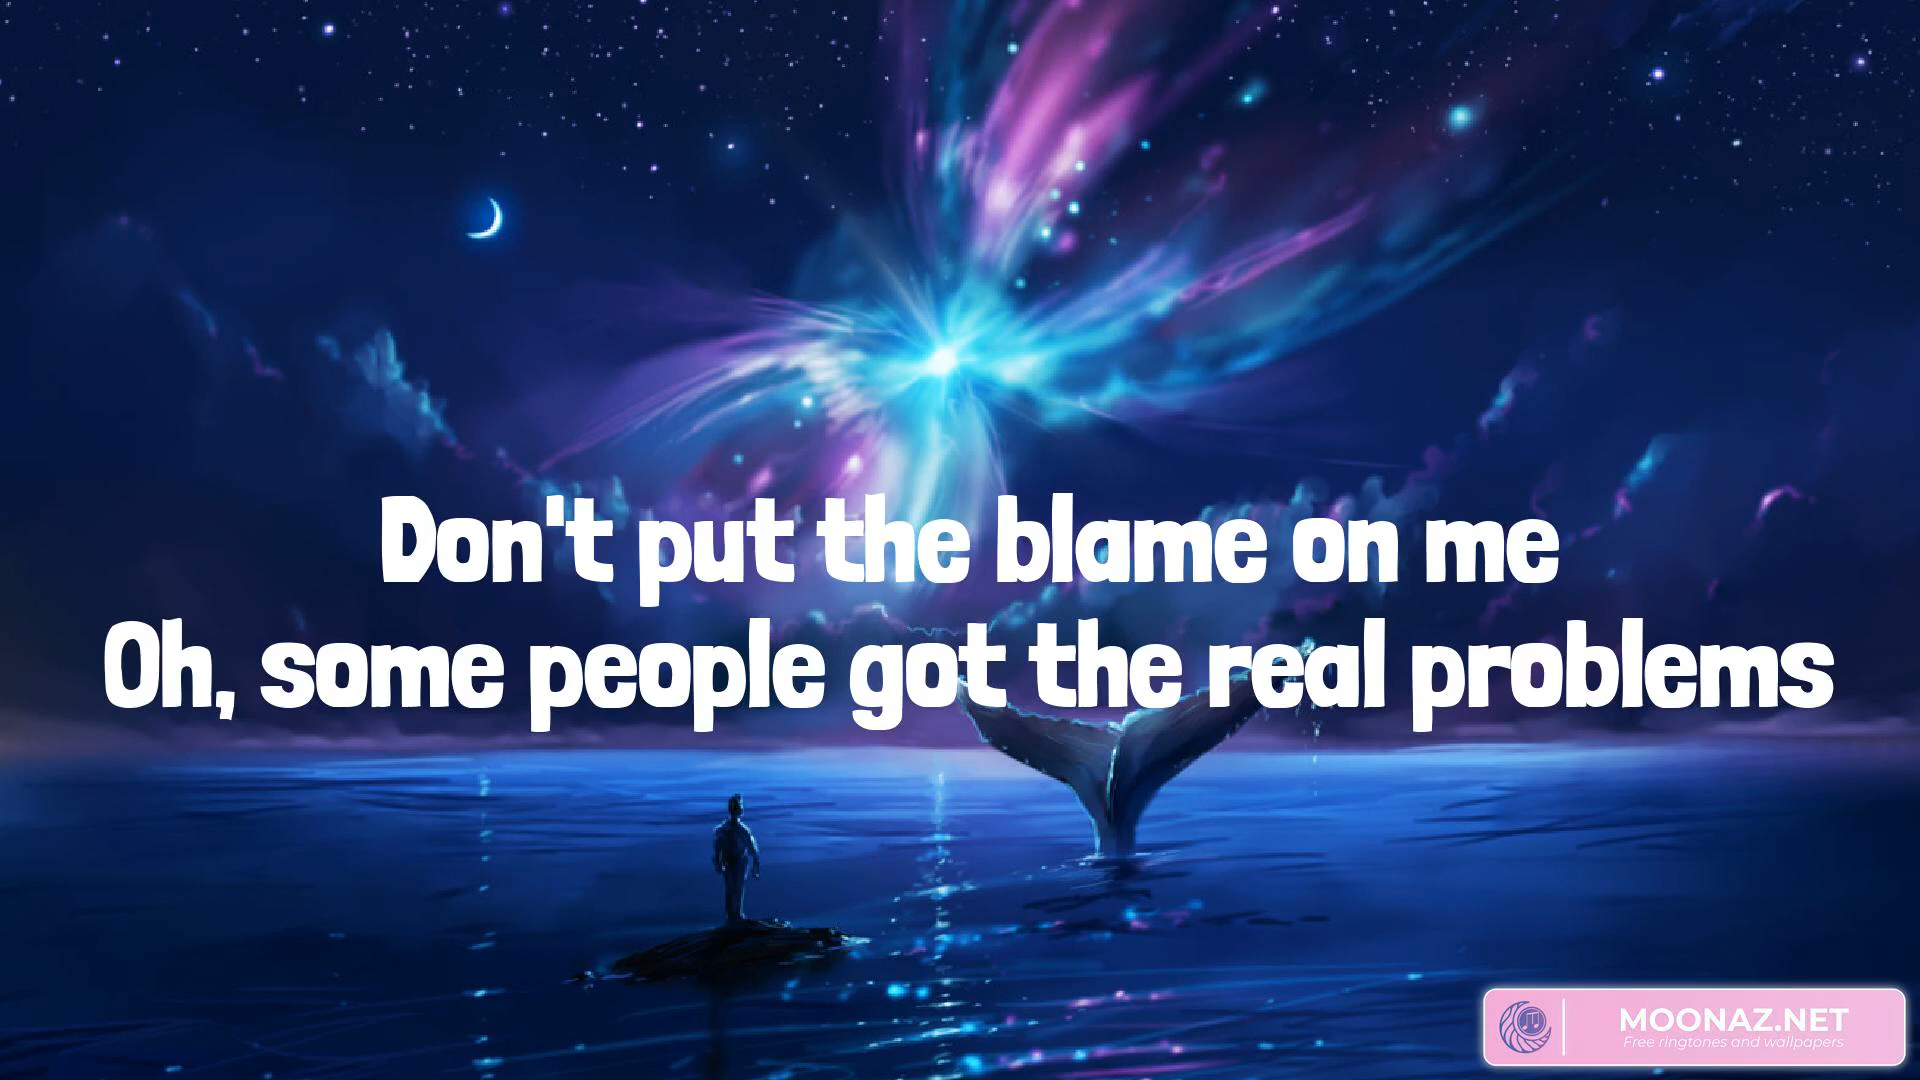 Don't put the blame on me
Oh, some people got the real problems
MOONAZ.NET
Free ringtones and wallpapers